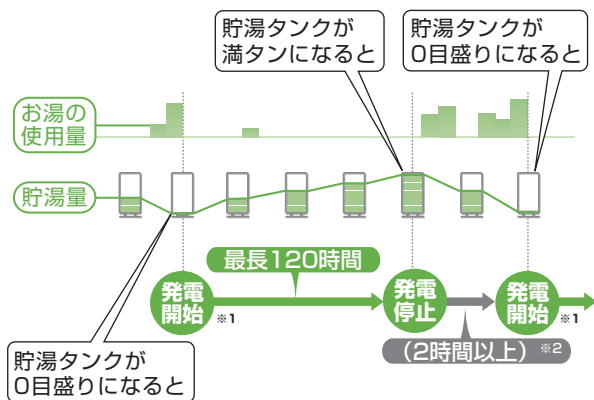 貯湯タンクが
満タンになると
貯湯タンクが
0目盛りになると
お湯の
使用量
貯湯量
最長120時間
発電
開始
※1
発電
停止
発電
開始
※1
(2時間以上)※2
貯湯タンクが
0目盛りになると